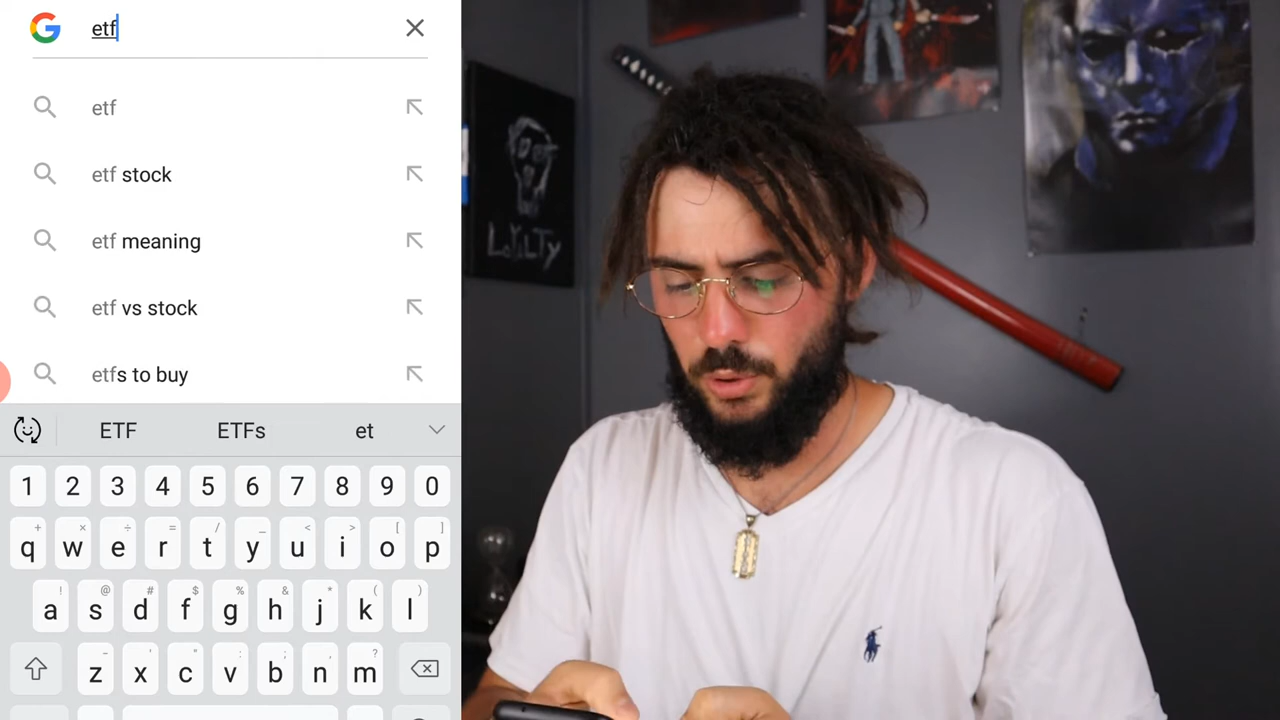 etf
etf
etf stock
etf meaning
etf vs stock
etfs to buy
ETF ETFs et
1 2 3 4 5 6 7 8 9 0
+ × ÷ = / _ < > [ ]
q w e r t y u i o p
! @ # $ % & * ( )
a s d f g h j k l
- ' " : ; ?
z x c v b n m
LOYALTY